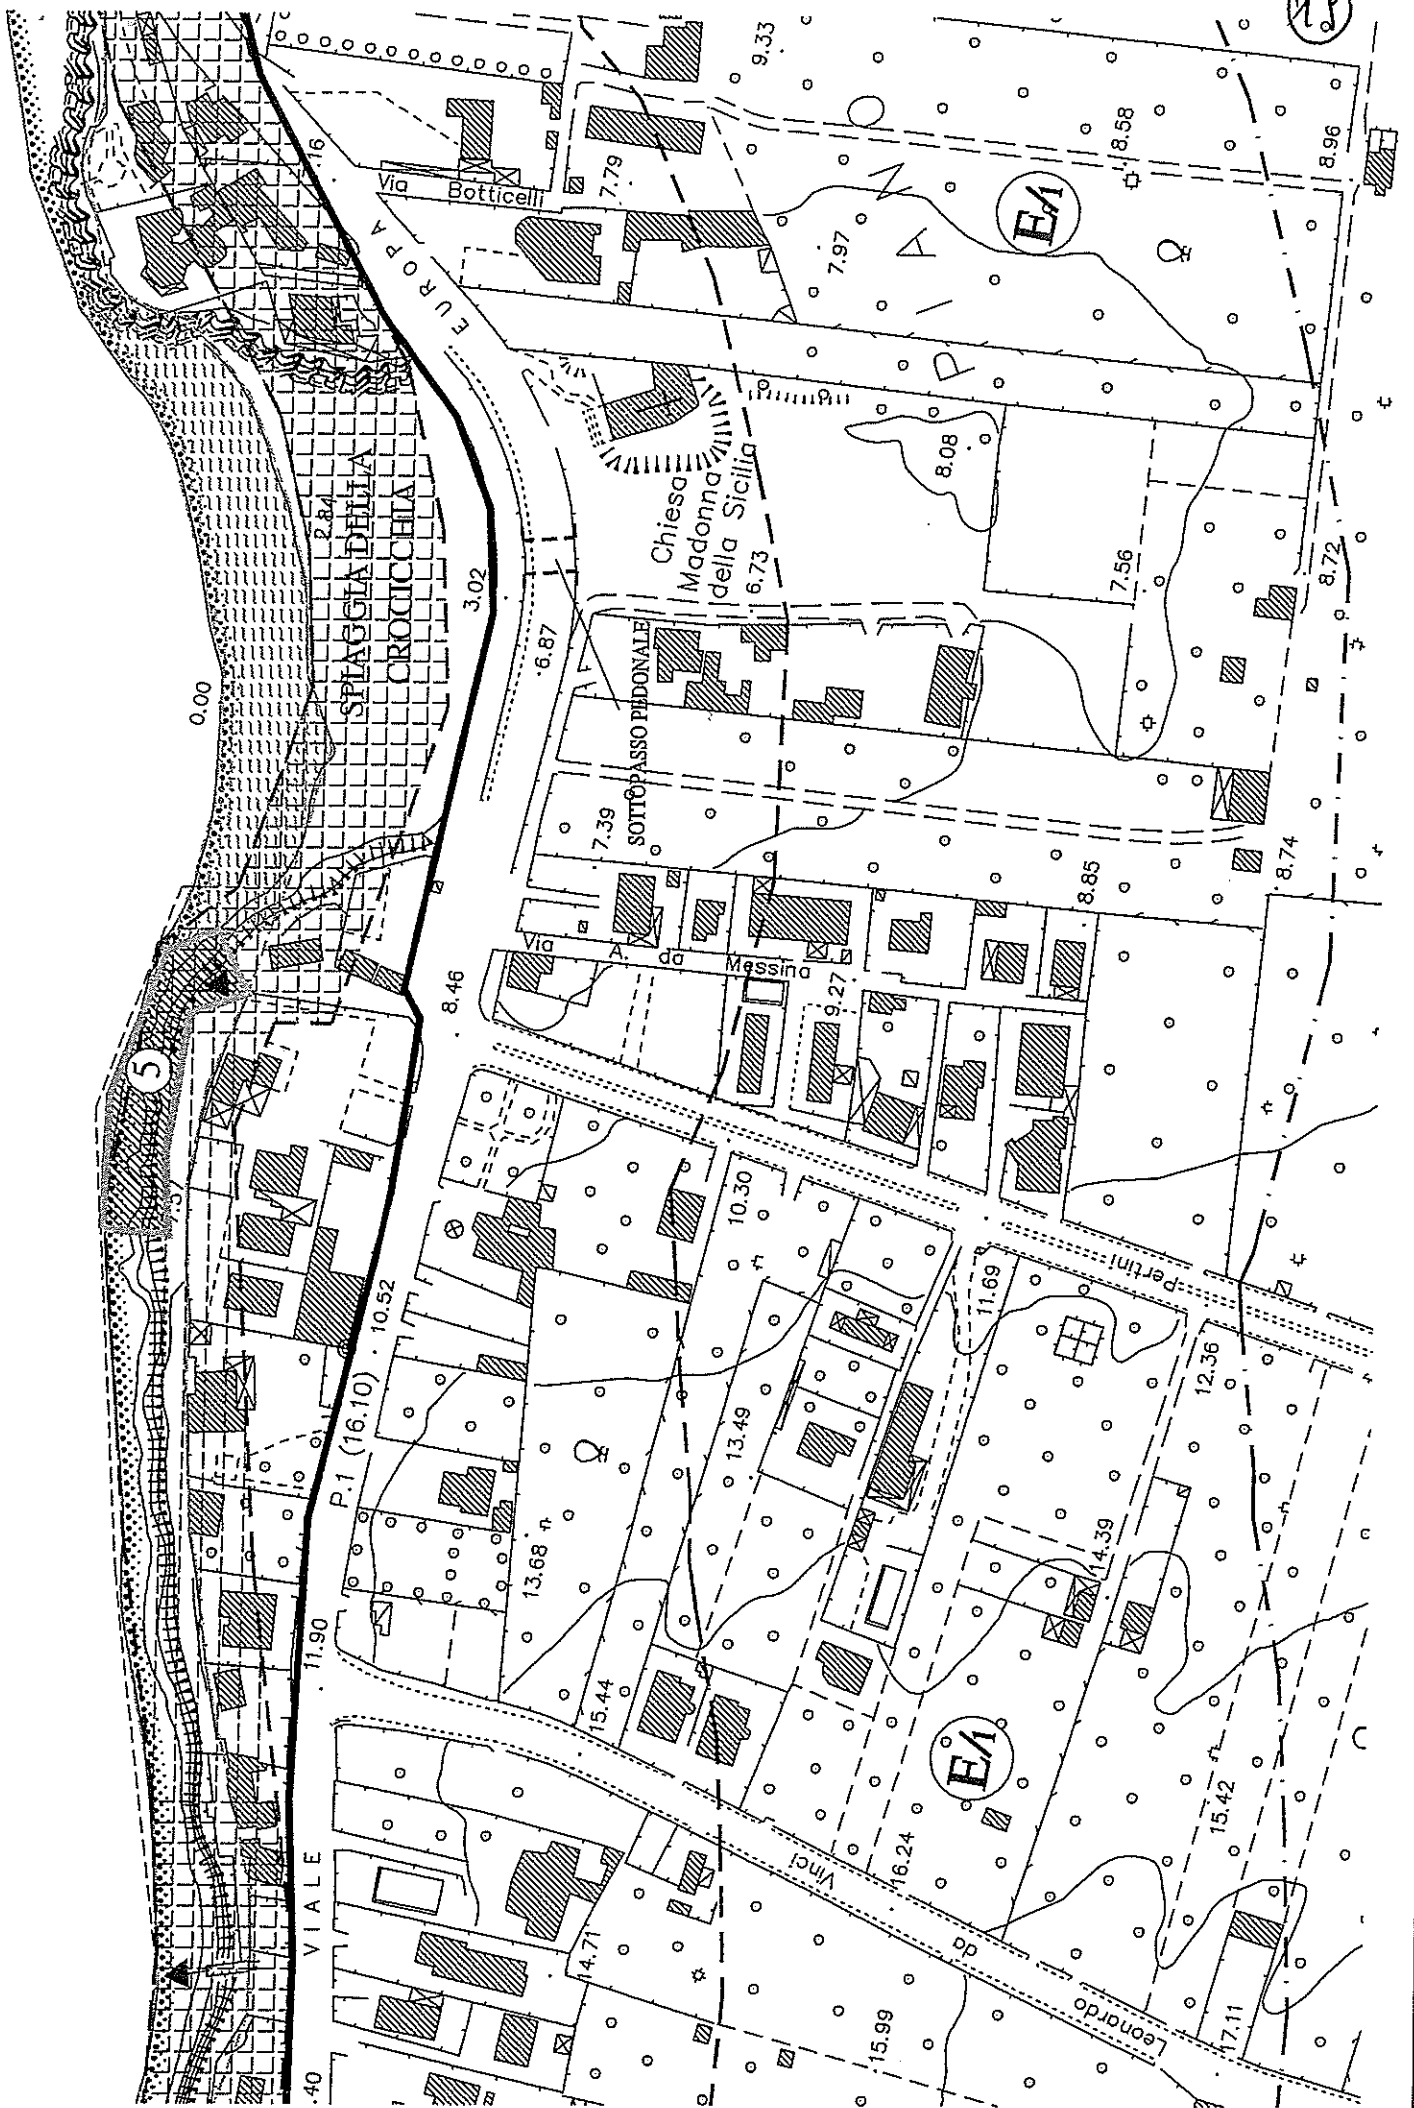 0.00
2.84
SPIAGGIA DELLA
CROCICCHIA
3.02
.16
Via Botticelli
EUROPA
7.79
9.33
O
N
A
I
P
8.58
8.96
E/1
7.97
8.08
Chiesa
Madonna
della Sicilia
6.73
6.87
SOTTOPASSO PEDONALE
7.56
8.72
7.39
8.85
8.74
Via A. da Messina
8.46
9.27
5
10.30
10.52
P.1 (16.10)
11.69
Pertini
12.36
13.49
13.68
14.39
11.90
15.44
E/1
15.42
VIALE
Leonardo da Vinci
16.24
14.71
15.99
17.11
.40